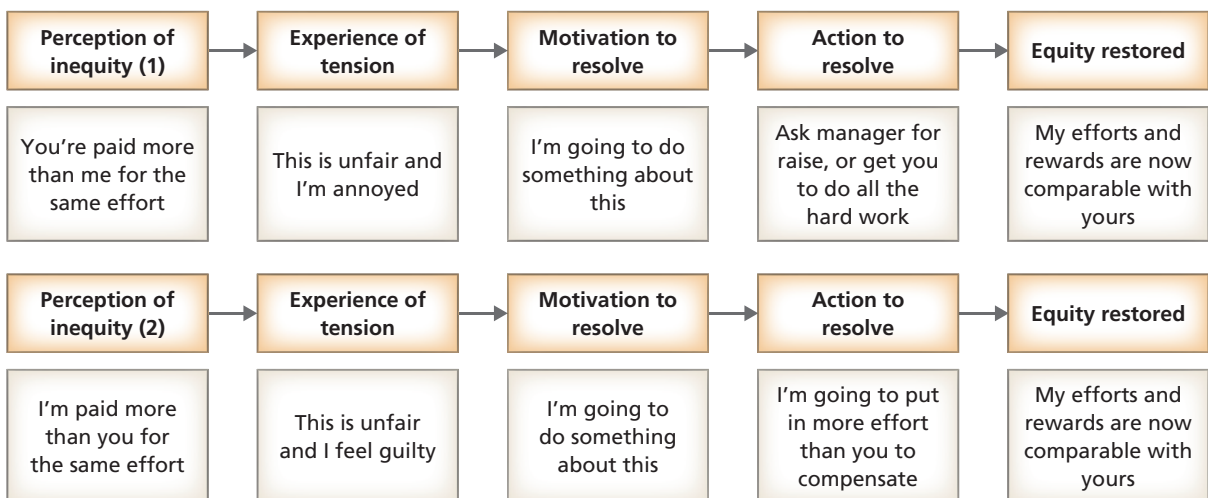 Perception of
inequity (1)
Experience of
tension
Motivation to
resolve
Action to
resolve
Equity restored
You're paid more
than me for the
same effort
This is unfair and
I'm annoyed
I'm going to do
something about
this
Ask manager for
raise, or get you
to do all the
hard work
My efforts and
rewards are now
comparable with
yours
Perception of
inequity (2)
Experience of
tension
Motivation to
resolve
Action to
resolve
Equity restored
I'm paid more
than you for
the same effort
This is unfair
and I feel guilty
I'm going to
do something
about this
I'm going to put
in more effort
than you to
compensate
My efforts and
rewards are now
comparable with
yours